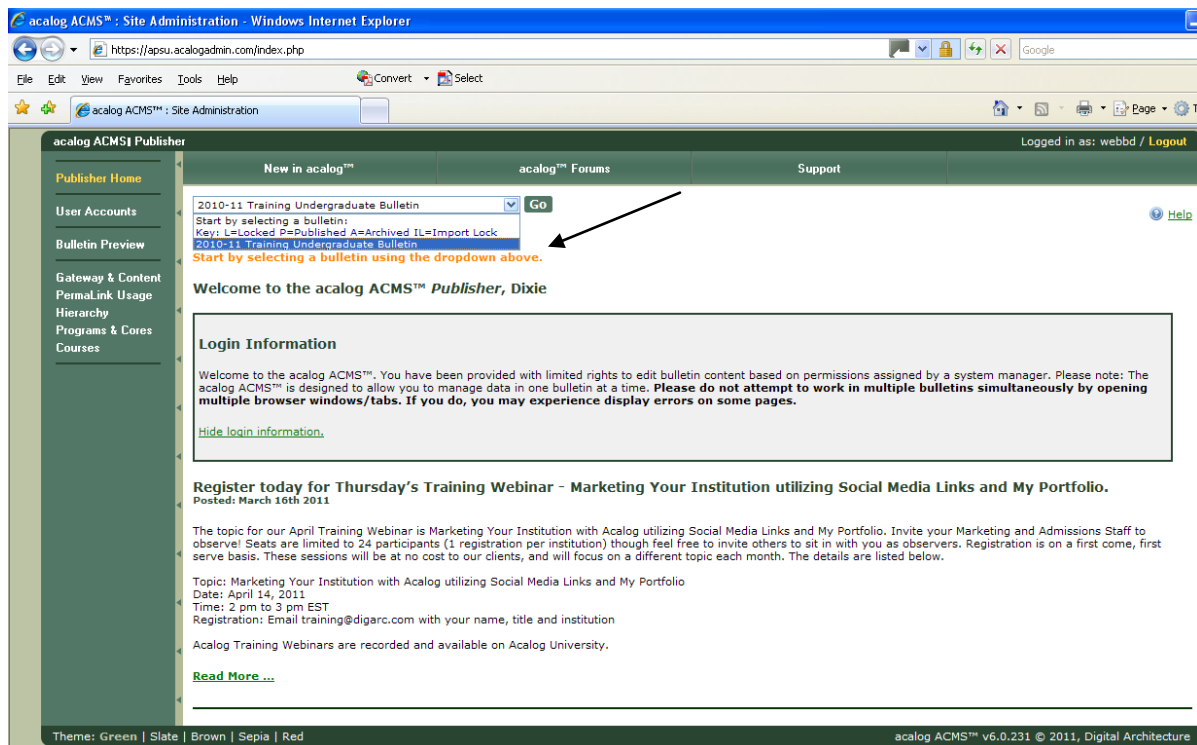 acalog ACMS™ : Site Administration - Windows Internet Explorer
https://apsu.acalogadmin.com/index.php
Google
File Edit View Favorites Tools Help Convert Select
acalog ACMS™ : Site Administration
Page
acalog ACMS| Publisher
Logged in as: webbd / Logout
Publisher Home
User Accounts
Bulletin Preview
Gateway & Content
PermaLink Usage
Hierarchy
Programs & Cores
Courses
New in acalog™ acalog™ Forums Support
2010-11 Training Undergraduate Bulletin Go
Help
Start by selecting a bulletin:
Key: L=Locked P=Published A=Archived IL=Import Lock
2010-11 Training Undergraduate Bulletin
Start by selecting a bulletin using the dropdown above.
Welcome to the acalog ACMS™ Publisher, Dixie
Login Information
Welcome to the acalog ACMS™. You have been provided with limited rights to edit bulletin content based on permissions assigned by a system manager. Please note: The
acalog ACMS™ is designed to allow you to manage data in one bulletin at a time. Please do not attempt to work in multiple bulletins simultaneously by opening
multiple browser windows/tabs. If you do, you may experience display errors on some pages.
Hide login information.
Register today for Thursday's Training Webinar - Marketing Your Institution utilizing Social Media Links and My Portfolio.
Posted: March 16th 2011
The topic for our April Training Webinar is Marketing Your Institution with Acalog utilizing Social Media Links and My Portfolio. Invite your Marketing and Admissions Staff to
observe! Seats are limited to 24 participants (1 registration per institution) though feel free to invite others to sit in with you as observers. Registration is on a first come, first
serve basis. These sessions will be at no cost to our clients, and will focus on a different topic each month. The details are listed below.
Topic: Marketing Your Institution with Acalog utilizing Social Media Links and My Portfolio
Date: April 14, 2011
Time: 2 pm to 3 pm EST
Registration: Email training@digarc.com with your name, title and institution
Acalog Training Webinars are recorded and available on Acalog University.
Read More ...
Theme: Green | Slate | Brown | Sepia | Red
acalog ACMS™ v6.0.231 © 2011, Digital Architecture